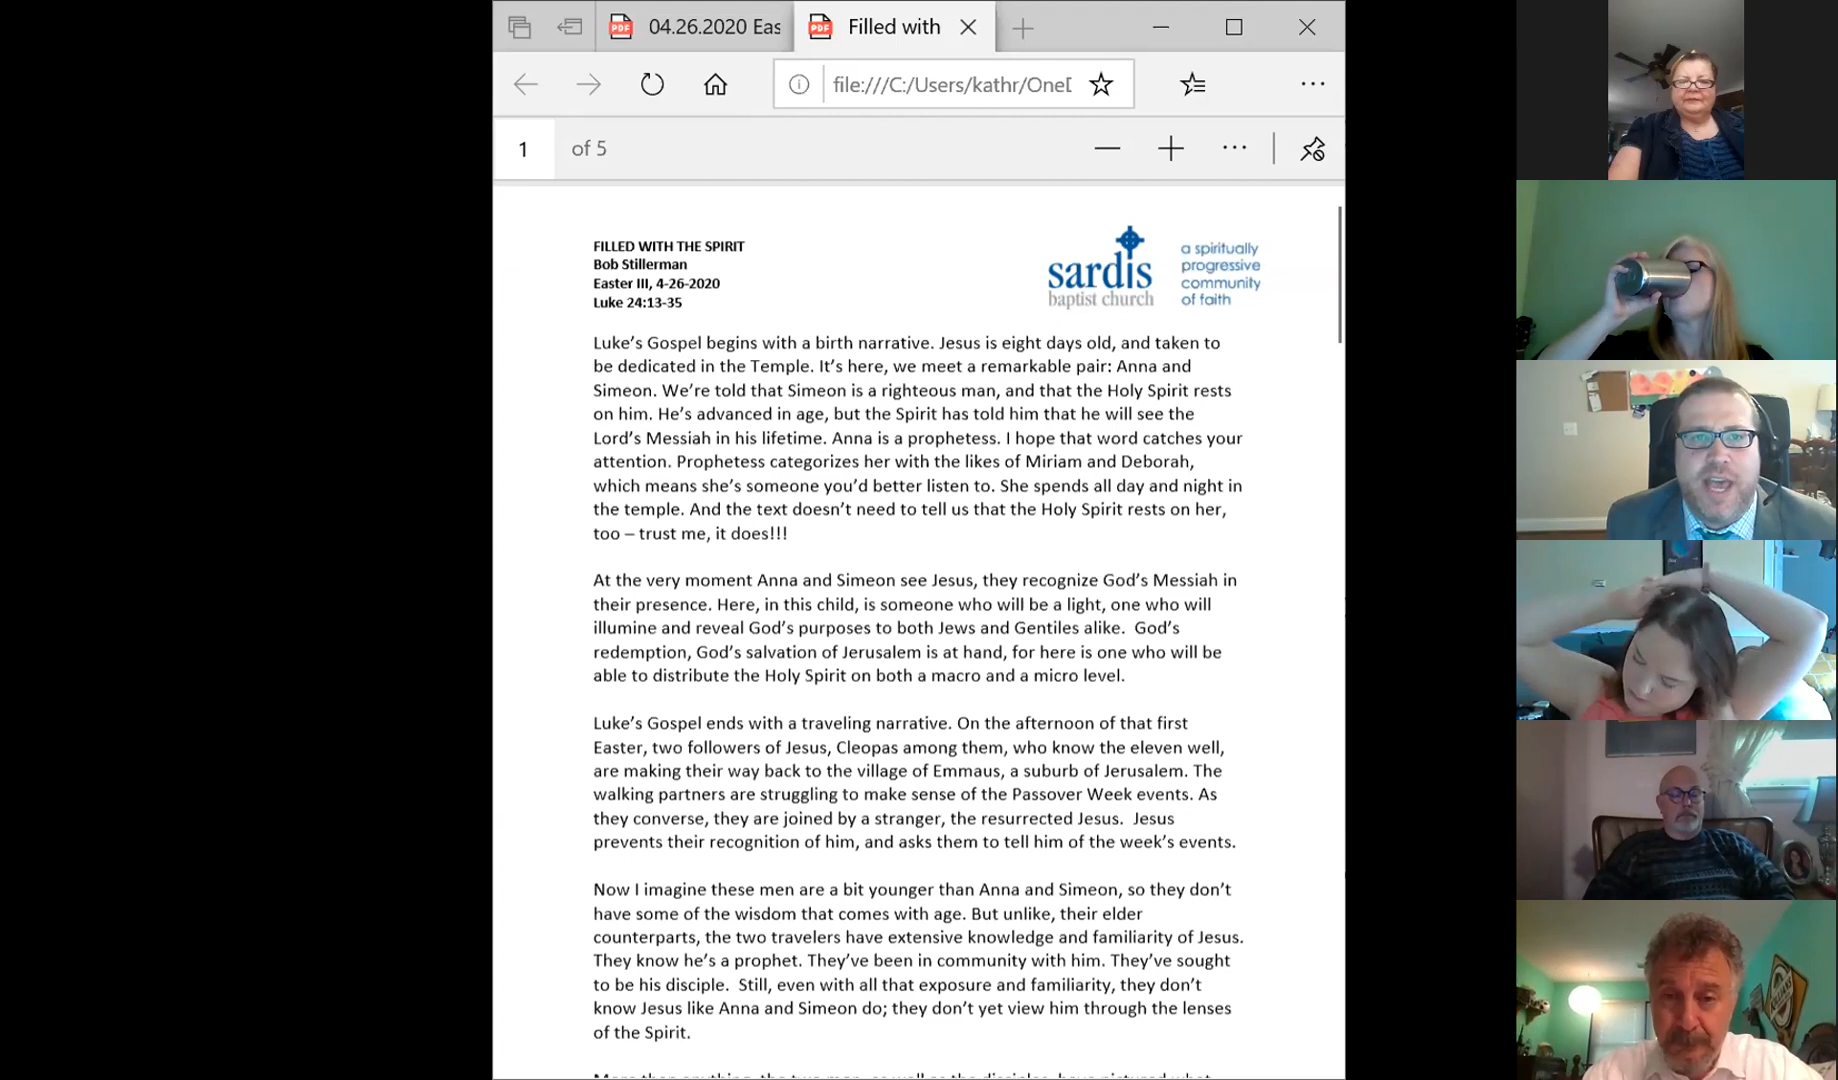 04.26.2020 Eas
Filled with
file:///C:/Users/kathr/OneD
1 of 5
FILLED WITH THE SPIRIT
Bob Stillerman
Easter III, 4-26-2020
Luke 24:13-35
sardis
baptist church
a spiritually
progressive
community
of faith
Luke’s Gospel begins with a birth narrative. Jesus is eight days old, and taken to
be dedicated in the Temple. It’s here, we meet a remarkable pair: Anna and
Simeon. We’re told that Simeon is a righteous man, and that the Holy Spirit rests
on him. He’s advanced in age, but the Spirit has told him that he will see the
Lord’s Messiah in his lifetime. Anna is a prophetess. I hope that word catches your
attention. Prophetess categorizes her with the likes of Miriam and Deborah,
which means she’s someone you’d better listen to. She spends all day and night in
the temple. And the text doesn’t need to tell us that the Holy Spirit rests on her,
too – trust me, it does!!!
At the very moment Anna and Simeon see Jesus, they recognize God’s Messiah in
their presence. Here, in this child, is someone who will be a light, one who will
illumine and reveal God’s purposes to both Jews and Gentiles alike.  God’s
redemption, God’s salvation of Jerusalem is at hand, for here is one who will be
able to distribute the Holy Spirit on both a macro and a micro level.
Luke’s Gospel ends with a traveling narrative. On the afternoon of that first
Easter, two followers of Jesus, Cleopas among them, who know the eleven well,
are making their way back to the village of Emmaus, a suburb of Jerusalem. The
walking partners are struggling to make sense of the Passover Week events. As
they converse, they are joined by a stranger, the resurrected Jesus.  Jesus
prevents their recognition of him, and asks them to tell him of the week’s events.
Now I imagine these men are a bit younger than Anna and Simeon, so they don’t
have some of the wisdom that comes with age. But unlike, their elder
counterparts, the two travelers have extensive knowledge and familiarity of Jesus.
They know he’s a prophet. They’ve been in community with him. They’ve sought
to be his disciple.  Still, even with all that exposure and familiarity, they don’t
know Jesus like Anna and Simeon do; they don’t yet view him through the lenses
of the Spirit.